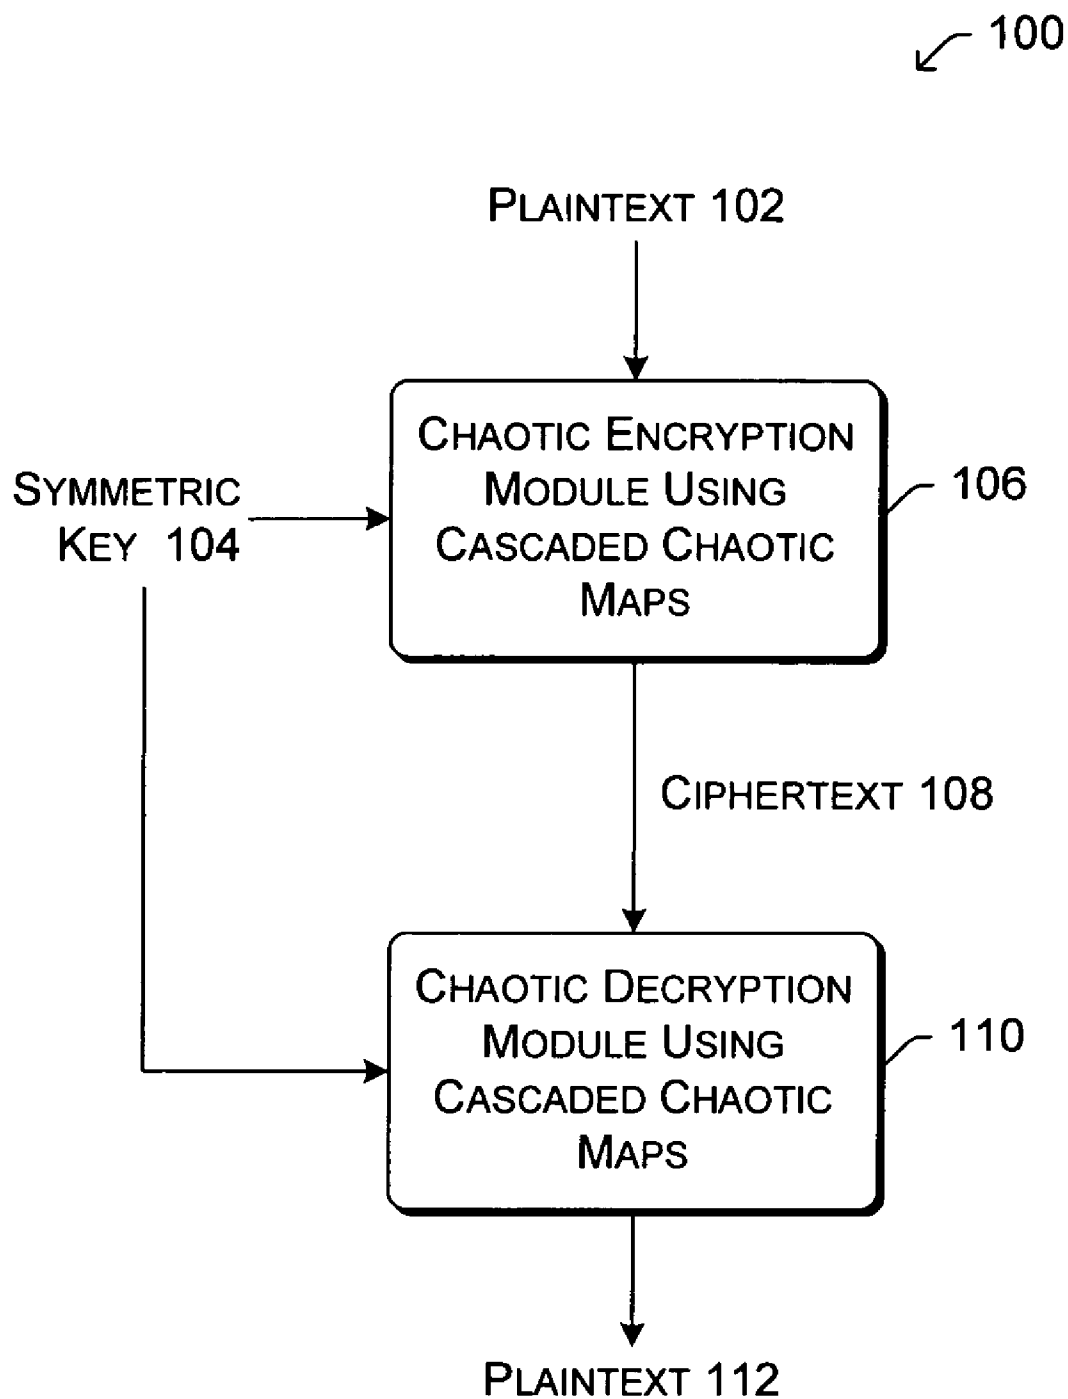 100
PLAINTEXT 102
CHAOTIC ENCRYPTION
MODULE USING
CASCADED CHAOTIC
MAPS
106
SYMMETRIC
KEY 104
CIPHERTEXT 108
CHAOTIC DECRYPTION
MODULE USING
CASCADED CHAOTIC
MAPS
110
PLAINTEXT 112